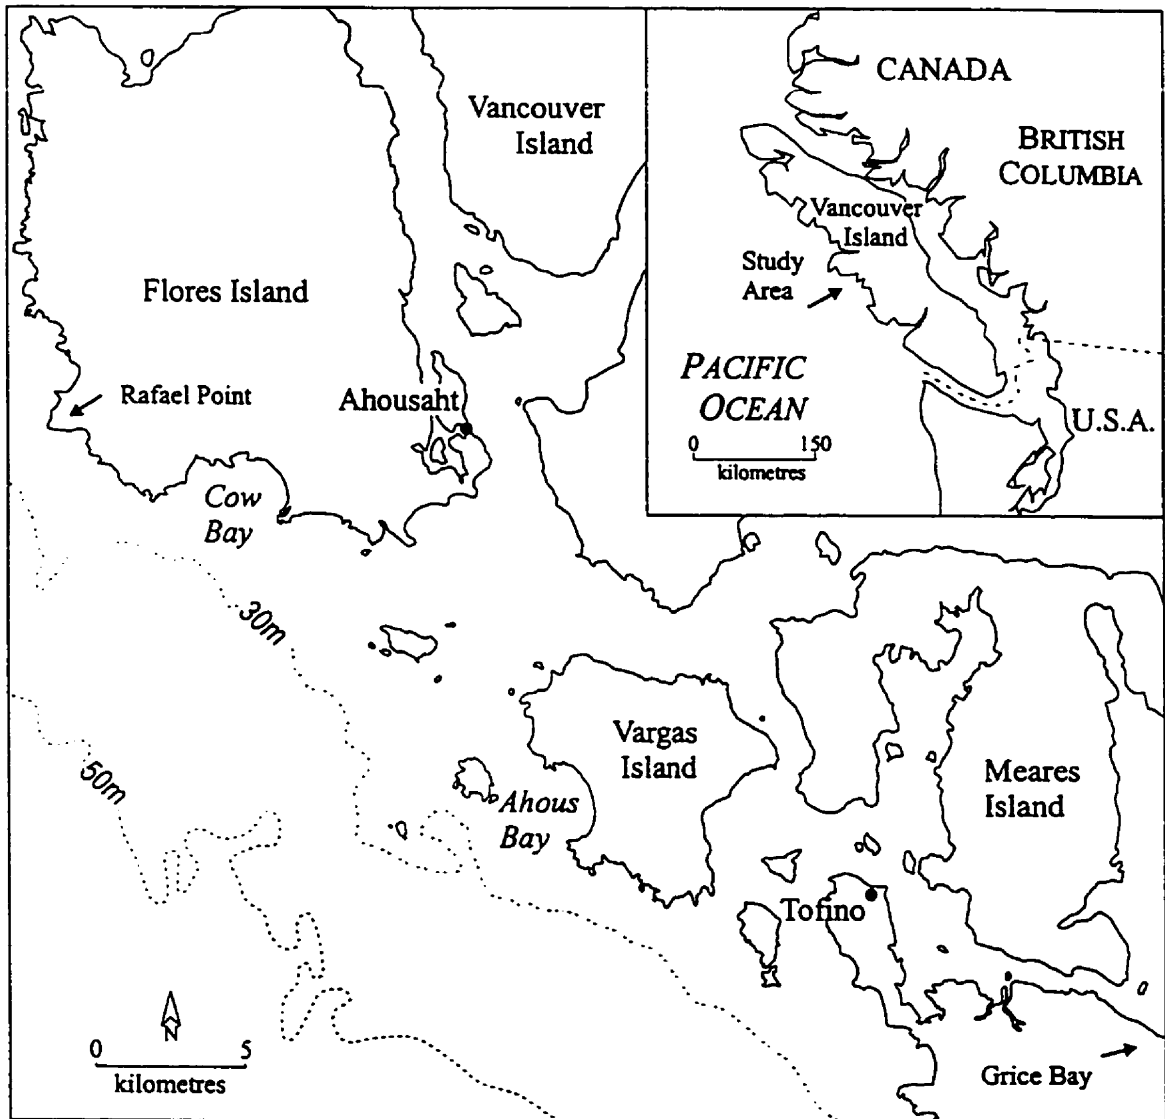 Vancouver
Island
Flores Island
Rafael Point
Ahousaht
Cow
Bay
30m
50m
Vargas
Island
Ahous
Bay
Meares
Island
Tofino
Grice Bay
N
0 5
kilometres
CANADA
BRITISH
COLUMBIA
Vancouver
Island
Study
Area
PACIFIC
OCEAN
0 150
kilometres
U.S.A.